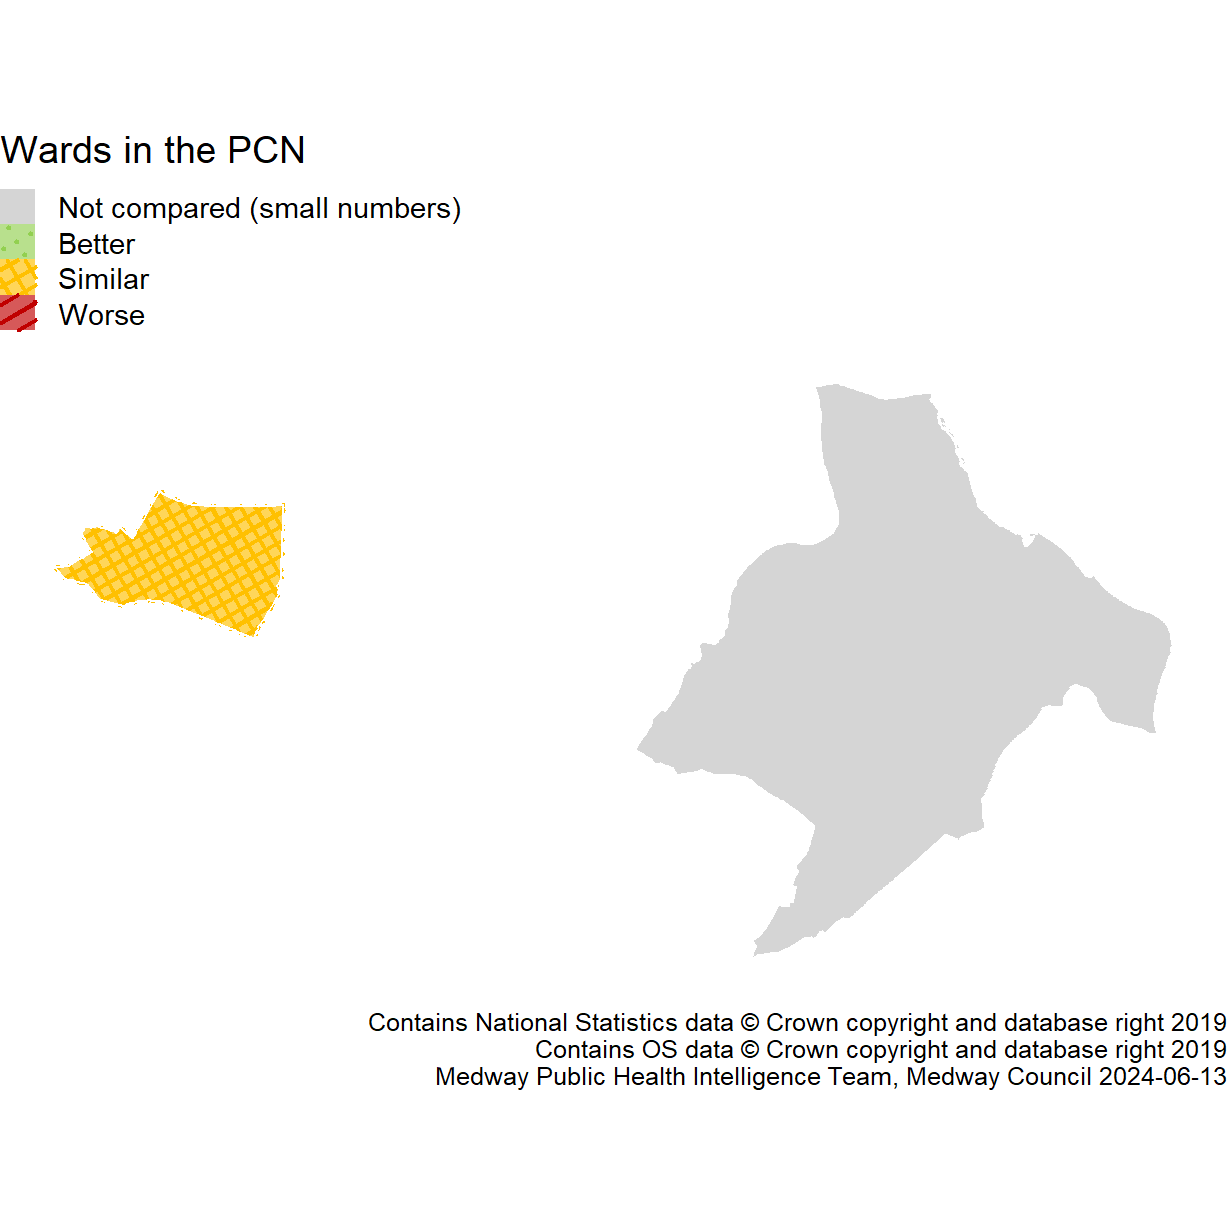 Wards in the PCN
Not compared (small numbers)
Better
Similar
Worse
Contains National Statistics data © Crown copyright and database right 2019
Contains OS data © Crown copyright and database right 2019
Medway Public Health Intelligence Team, Medway Council 2024-06-13